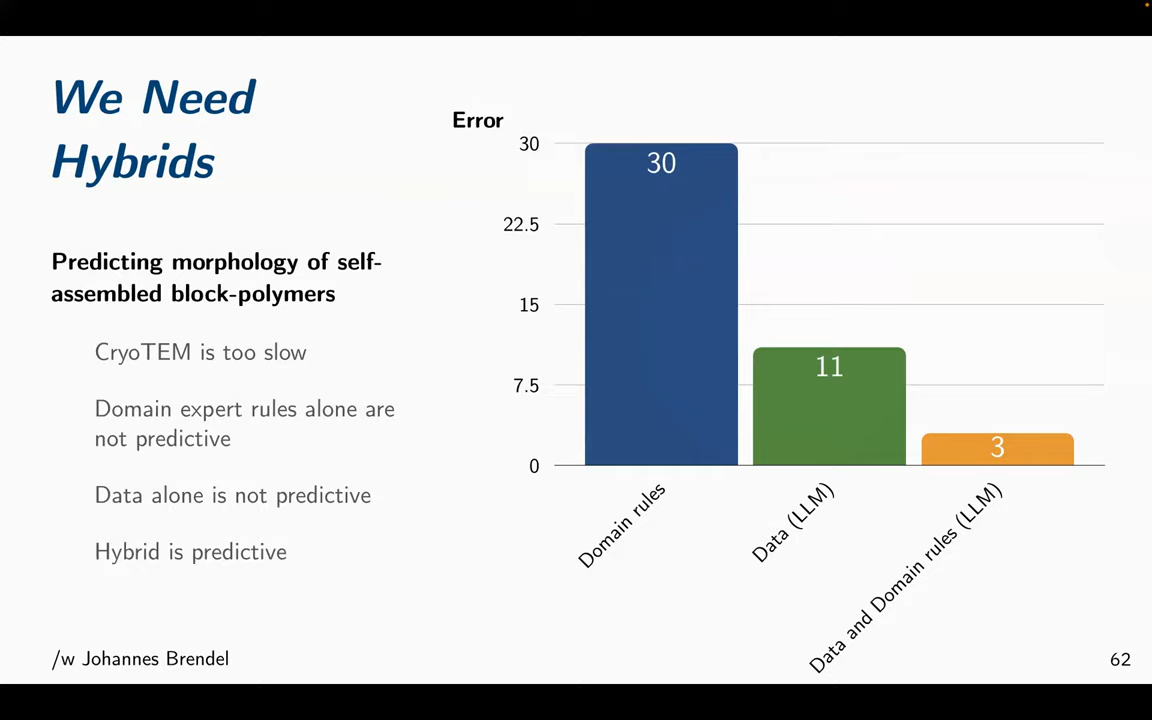 We Need
Hybrids
Predicting morphology of self-
assembled block-polymers
CryoTEM is too slow
Domain expert rules alone are
not predictive
Data alone is not predictive
Hybrid is predictive
/w Johannes Brendel
Error
30
22.5
15
7.5
0
30
11
3
Domain rules
Data (LLM)
Data and Domain rules (LLM)
62